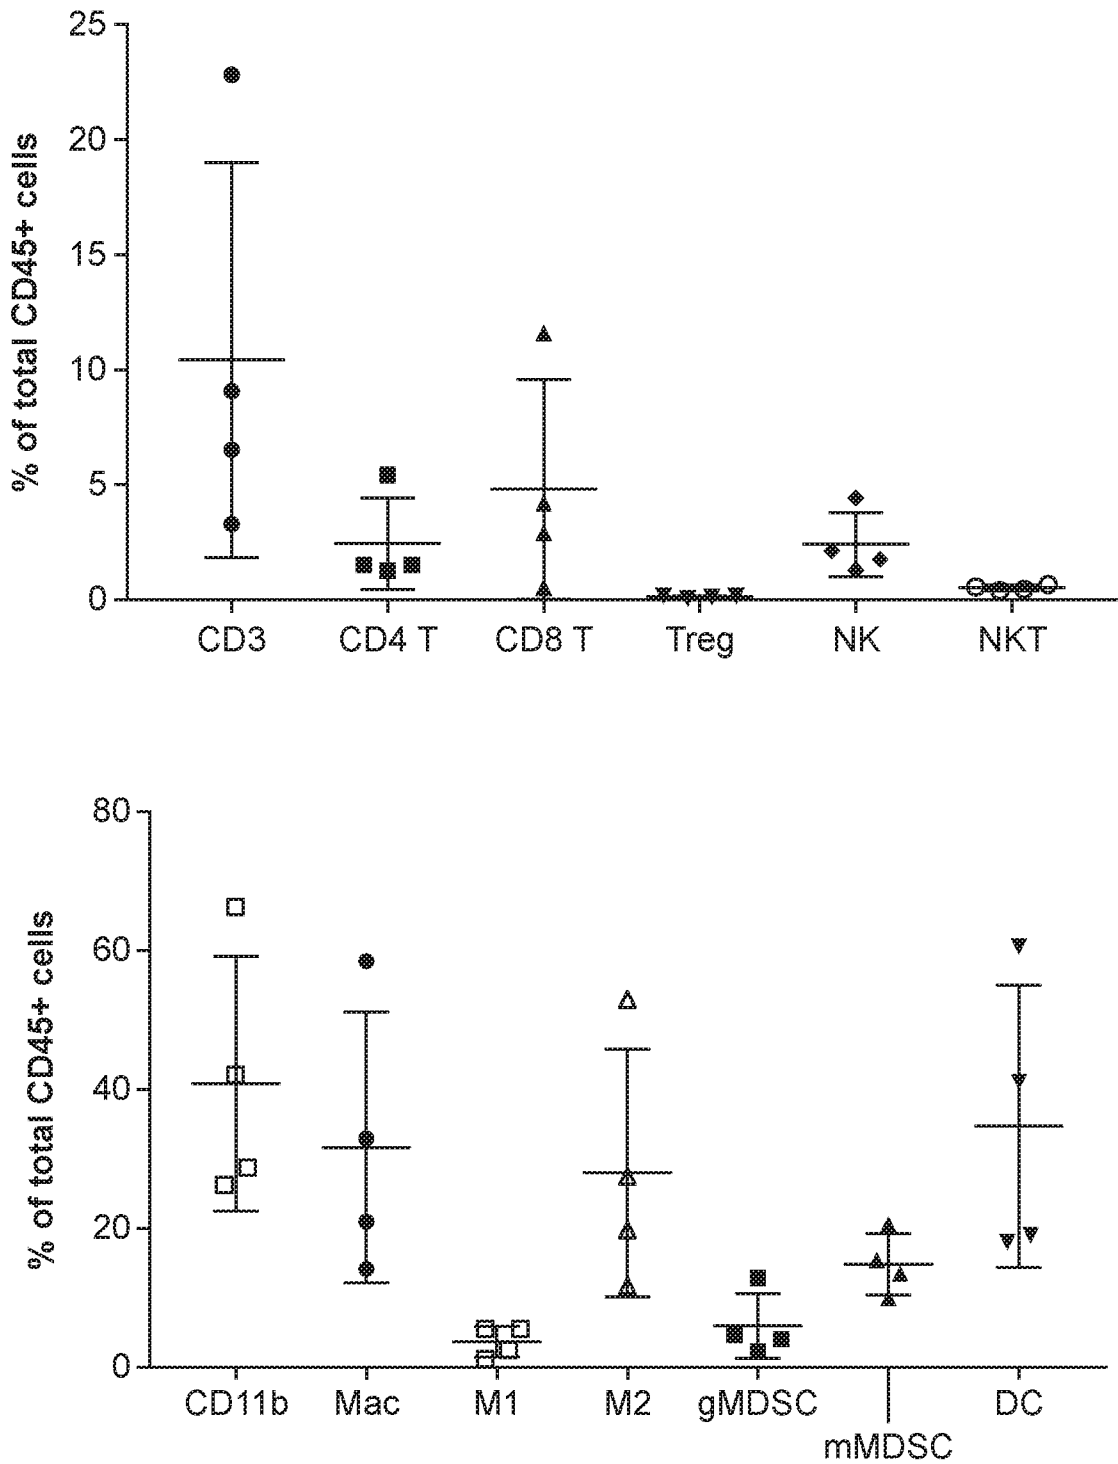 25
20
15
10
5
0
% of total CD45+ cells
CD3 CD4 T CD8 T Treg NK NKT
80
60
40
20
0
% of total CD45+ cells
CD11b Mac M1 M2 gMDSC DC
mMDSC